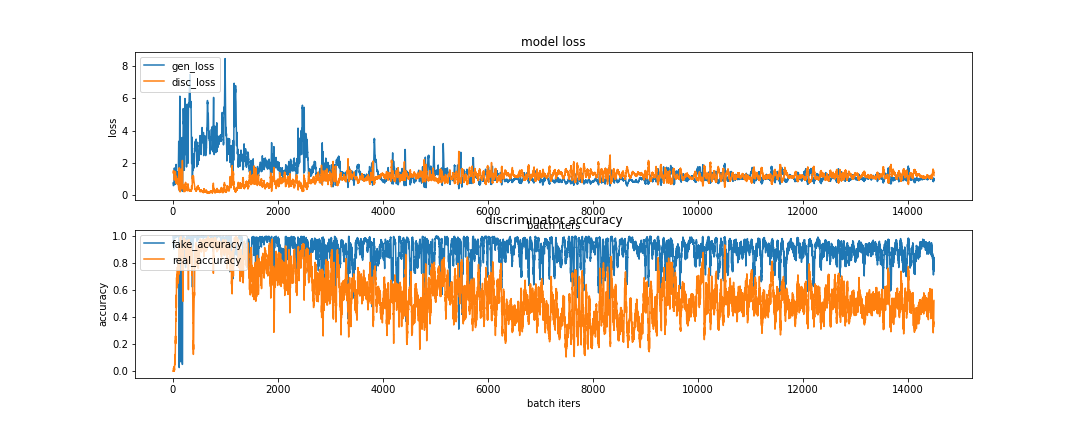 model loss
gen_loss
disc_loss
loss
8
6
4
2
0
0 2000 4000 6000 8000 10000 12000 14000
batch iters
discriminator accuracy
fake_accuracy
real_accuracy
accuracy
1.0
0.8
0.6
0.4
0.2
0.0
0 2000 4000 6000 8000 10000 12000 14000
batch iters